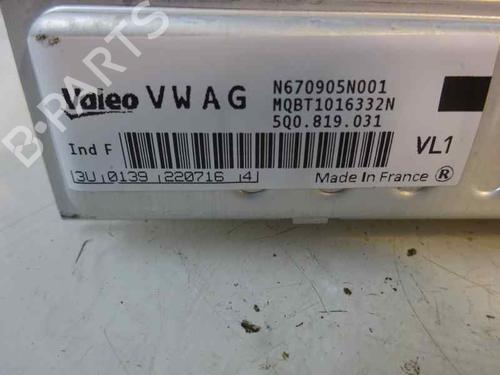 Valeo VWAG N670905N001
MQBT1016332N
5Q0.819.031
Ind F VL1
3U 0139 220716 4 Made In France ®
B-PARTS